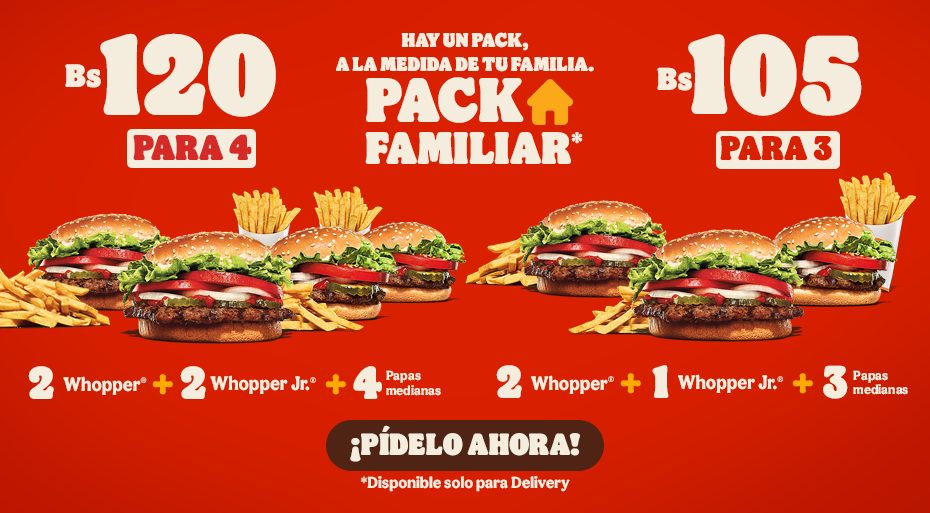 Bs 120
PARA 4
HAY UN PACK,
A LA MEDIDA DE TU FAMILIA.
PACK
FAMILIAR*
Bs 105
PARA 3
2 Whopper® + 2 Whopper Jr.® + 4 Papas
medianas
2 Whopper® + 1 Whopper Jr.® + 3 Papas
medianas
¡PÍDELO AHORA!
*Disponible solo para Delivery